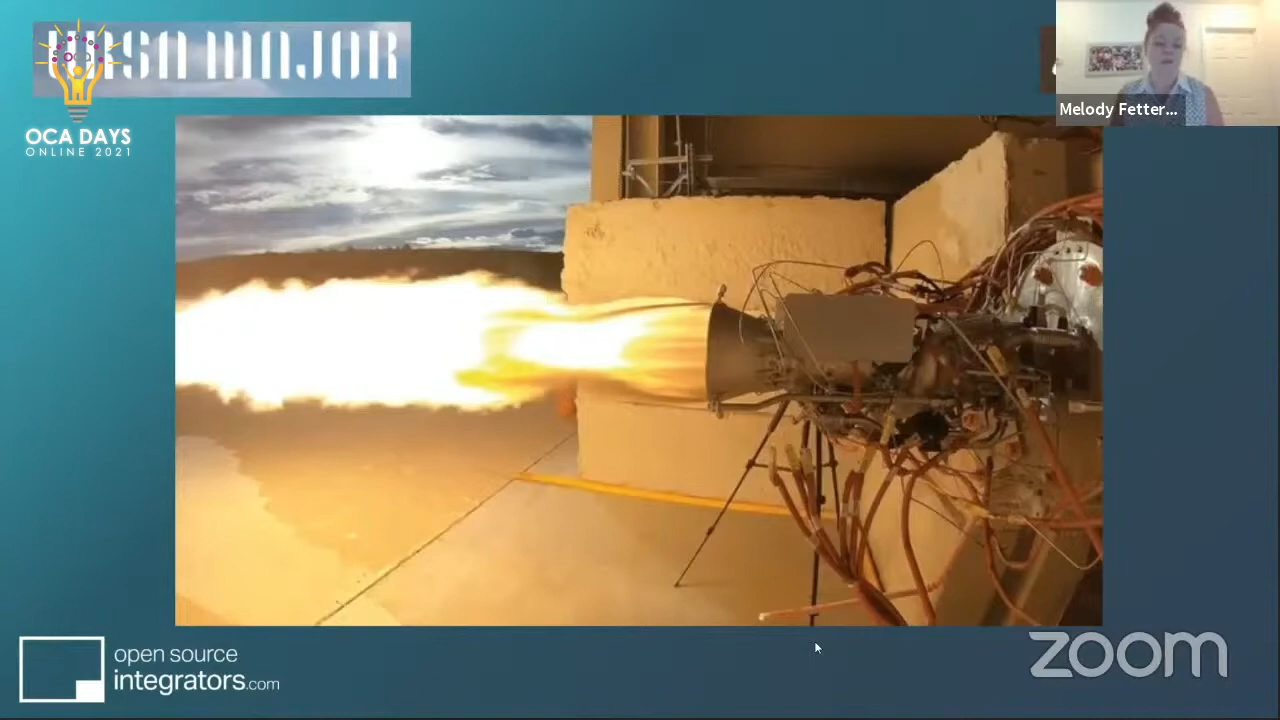 URSA MAJOR
OCA DAYS
ONLINE 2021
Melody Fetter...
open source
integrators.com
zoom